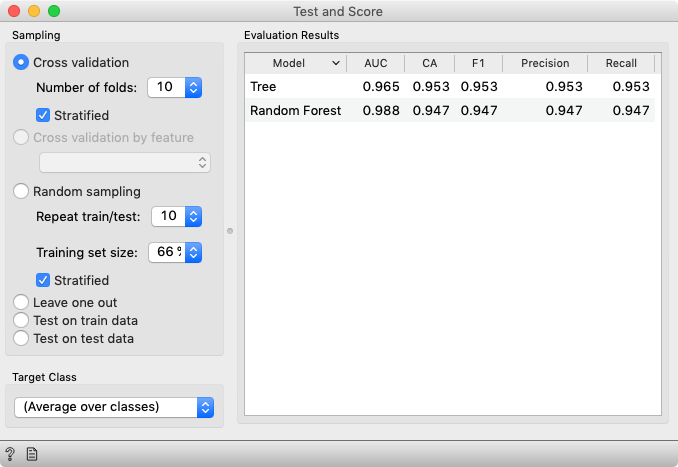 Test and Score
Sampling
Cross validation
Number of folds: 10
Stratified
Cross validation by feature
Random sampling
Repeat train/test: 10
Training set size: 66 %
Stratified
Leave one out
Test on train data
Test on test data
Target Class
(Average over classes)
Evaluation Results
Model AUC CA F1 Precision Recall
Tree 0.965 0.953 0.953 0.953 0.953
Random Forest 0.988 0.947 0.947 0.947 0.947
?